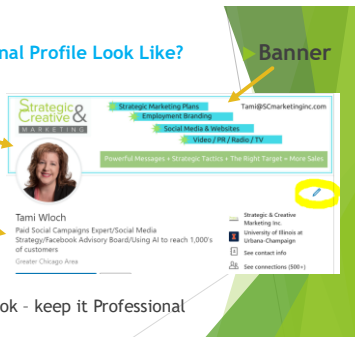 nal Profile Look Like?
Banner
Strategic &
Creative
MARKETING
Strategic Marketing Plans
Employment Branding
Social Media & Websites
Video / PR / Radio / TV
Tami@SCmarketinginc.com
Powerful Messages + Strategic Tactics + The Right Target = More Sales
Tami Wloch
Paid Social Campaigns Expert/Social Media
Strategy/Facebook Advisory Board/Using AI to reach 1,000's
of customers
Greater Chicago Area
Strategic & Creative
Marketing Inc.
University of Illinois at
Urbana-Champaign
See contact info
See connections (500+)
ok – keep it Professional